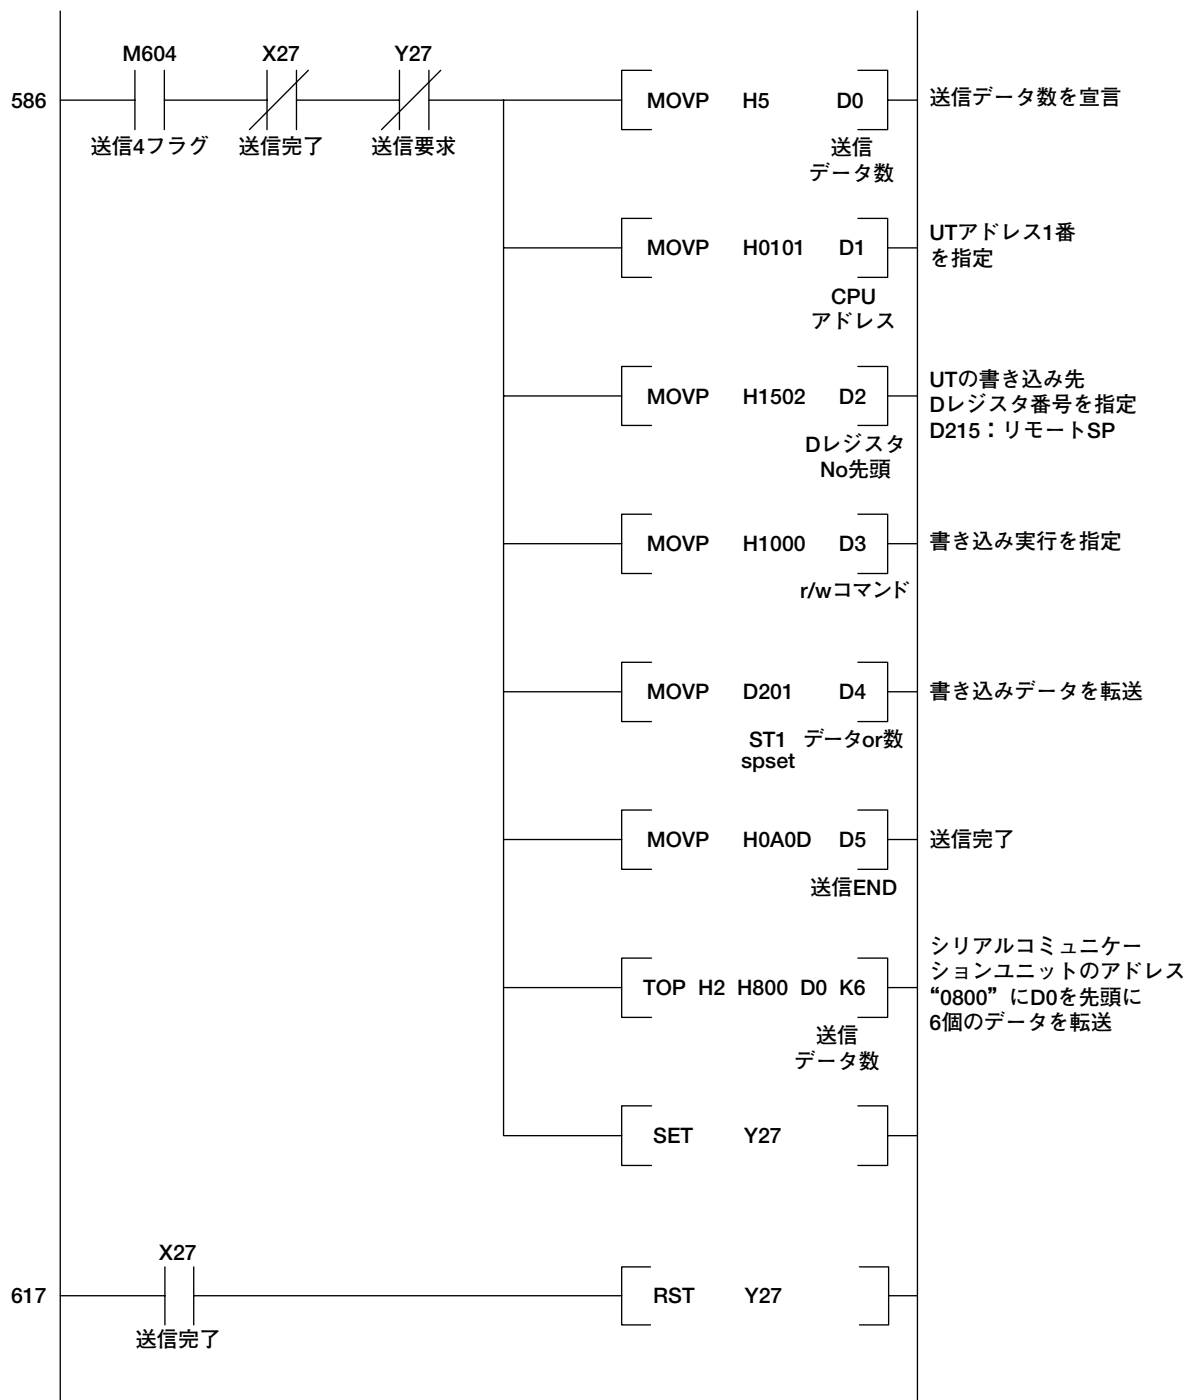 M604 X27 Y27
586
送信4フラグ 送信完了 送信要求
MOVP H5 D0
送信データ数を宣言
送信
データ数
MOVP H0101 D1
UTアドレス1番
を指定
CPU
アドレス
MOVP H1502 D2
UTの書き込み先
Dレジスタ番号を指定
D215：リモートSP
Dレジスタ
No先頭
MOVP H1000 D3
書き込み実行を指定
r/wコマンド
MOVP D201 D4
書き込みデータを転送
ST1 データor数
spset
MOVP H0A0D D5
送信完了
送信END
TOP H2 H800 D0 K6
シリアルコミュニケー
ションユニットのアドレス
“0800”にD0を先頭に
6個のデータを転送
送信
データ数
SET Y27
X27
617
RST Y27
送信完了